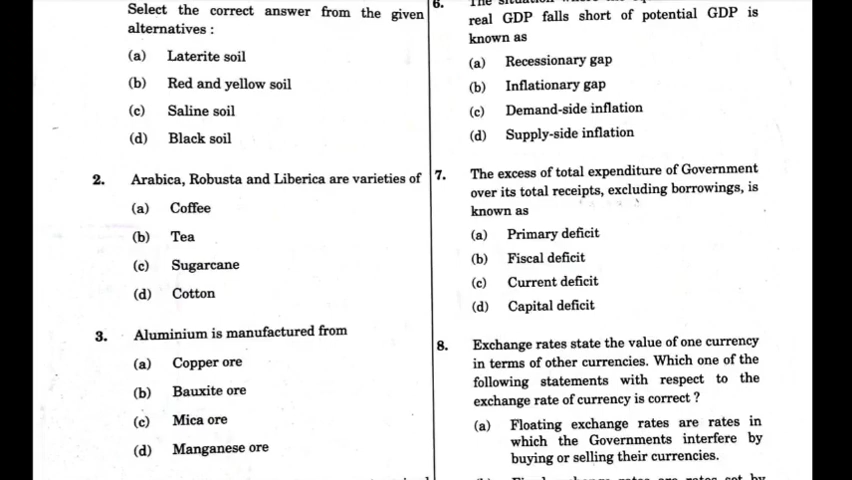 Select the correct answer from the given
alternatives :
(a) Laterite soil
(b) Red and yellow soil
(c) Saline soil
(d) Black soil
2. Arabica, Robusta and Liberica are varieties of
(a) Coffee
(b) Tea
(c) Sugarcane
(d) Cotton
3. Aluminium is manufactured from
(a) Copper ore
(b) Bauxite ore
(c) Mica ore
(d) Manganese ore
6.
real GDP falls short of potential GDP is
known as
(a) Recessionary gap
(b) Inflationary gap
(c) Demand-side inflation
(d) Supply-side inflation
7. The excess of total expenditure of Government
over its total receipts, excluding borrowings, is
known as
(a) Primary deficit
(b) Fiscal deficit
(c) Current deficit
(d) Capital deficit
8. Exchange rates state the value of one currency
in terms of other currencies. Which one of the
following statements with respect to the
exchange rate of currency is correct ?
(a) Floating exchange rates are rates in
which the Governments interfere by
buying or selling their currencies.